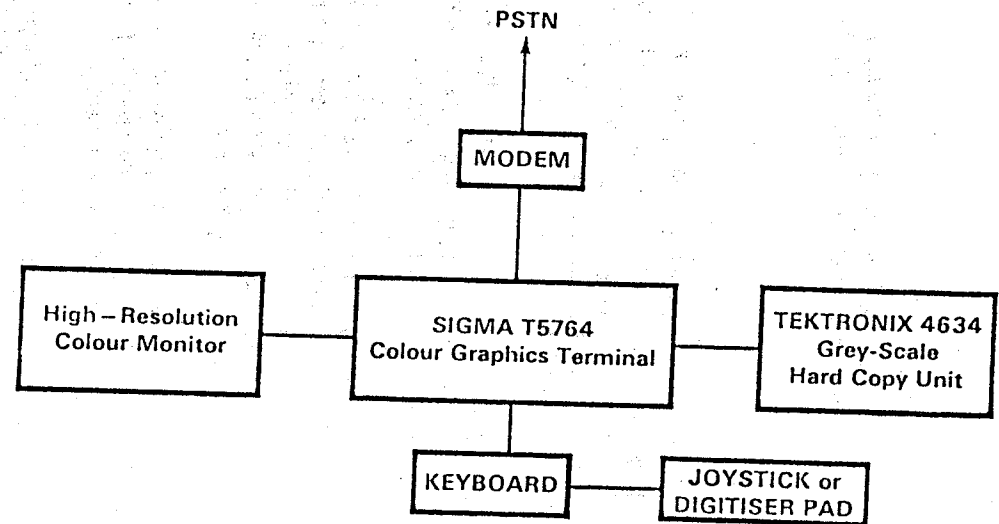 PSTN
MODEM
High – Resolution
Colour Monitor
SIGMA T5764
Colour Graphics Terminal
TEKTRONIX 4634
Grey-Scale
Hard Copy Unit
KEYBOARD
JOYSTICK or
DIGITISER PAD